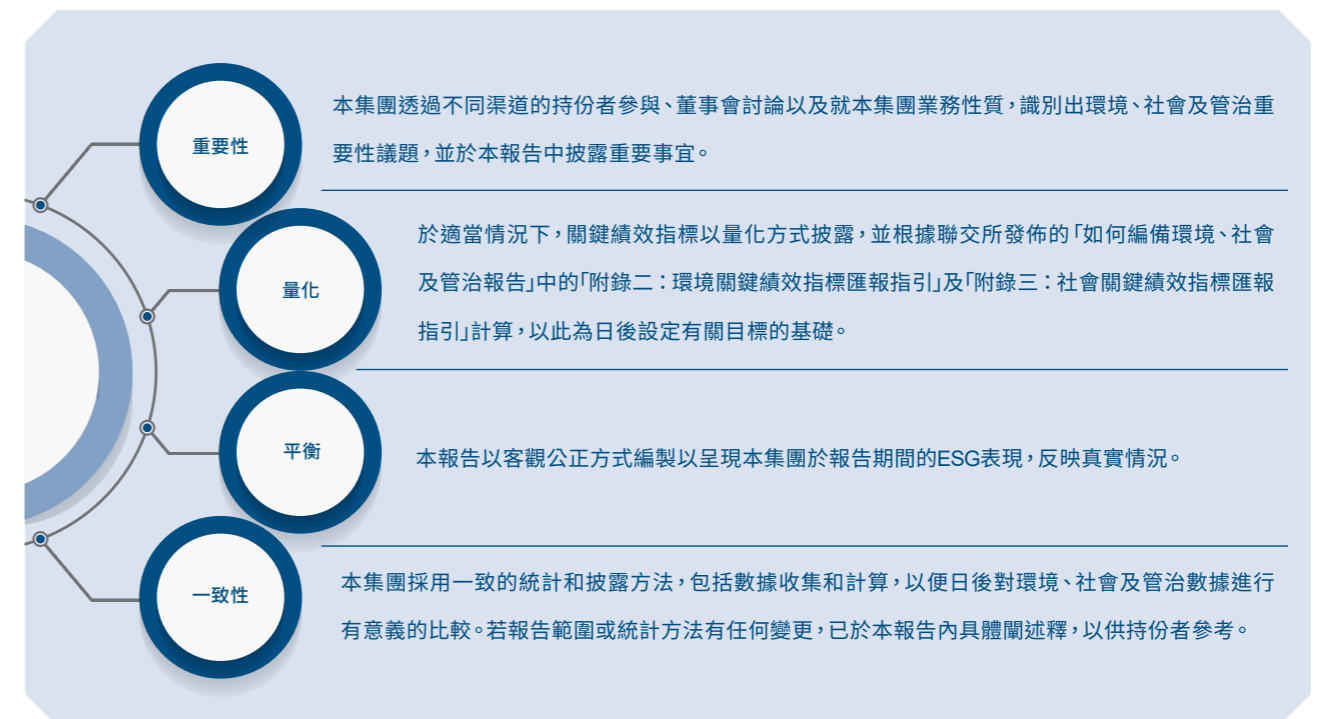 重要性
本集團透過不同渠道的持份者參與、董事會討論以及就本集團業務性質，識別出環境、社會及管治重
要性議題，並於本報告中披露重要事宜。
量化
於適當情況下，關鍵績效指標以量化方式披露，並根據聯交所發佈的「如何編備環境、社會
及管治報告」中的「附錄二：環境關鍵績效指標匯報指引」及「附錄三：社會關鍵績效指標匯報
指引」計算，以此為日後設定有關目標的基礎。
平衡
本報告以客觀公正方式編製以呈現本集團於報告期間的ESG表現，反映真實情況。
一致性
本集團採用一致的統計和披露方法，包括數據收集和計算，以便日後對環境、社會及管治數據進行
有意義的比較。若報告範圍或統計方法有任何變更，已於本報告內具體闡述釋，以供持份者參考。